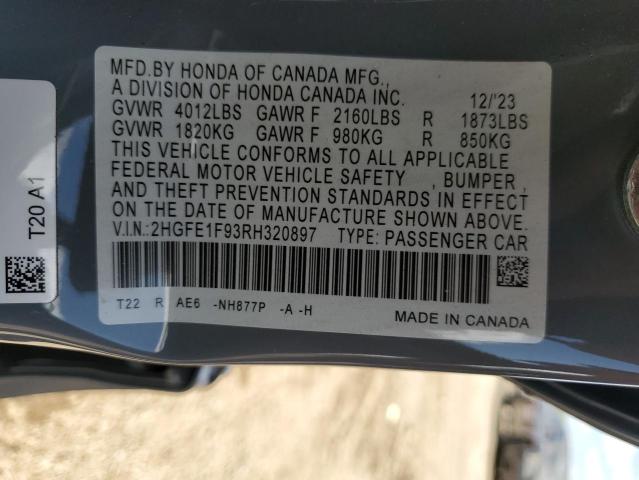 MFD.BY HONDA OF CANADA MFG.,
A DIVISION OF HONDA CANADA INC. 12/'23
GVWR 4012LBS GAWR F 2160LBS R 1873LBS
GVWR 1820KG GAWR F 980KG R 850KG
THIS VEHICLE CONFORMS TO ALL APPLICABLE
FEDERAL MOTOR VEHICLE SAFETY , BUMPER,
AND THEFT PREVENTION STANDARDS IN EFFECT
ON THE DATE OF MANUFACTURE SHOWN ABOVE.
V.I.N.:2HGFE1F93RH320897 TYPE: PASSENGER CAR
T22 R AE6 -NH877P -A -H
MADE IN CANADA
T20 A1